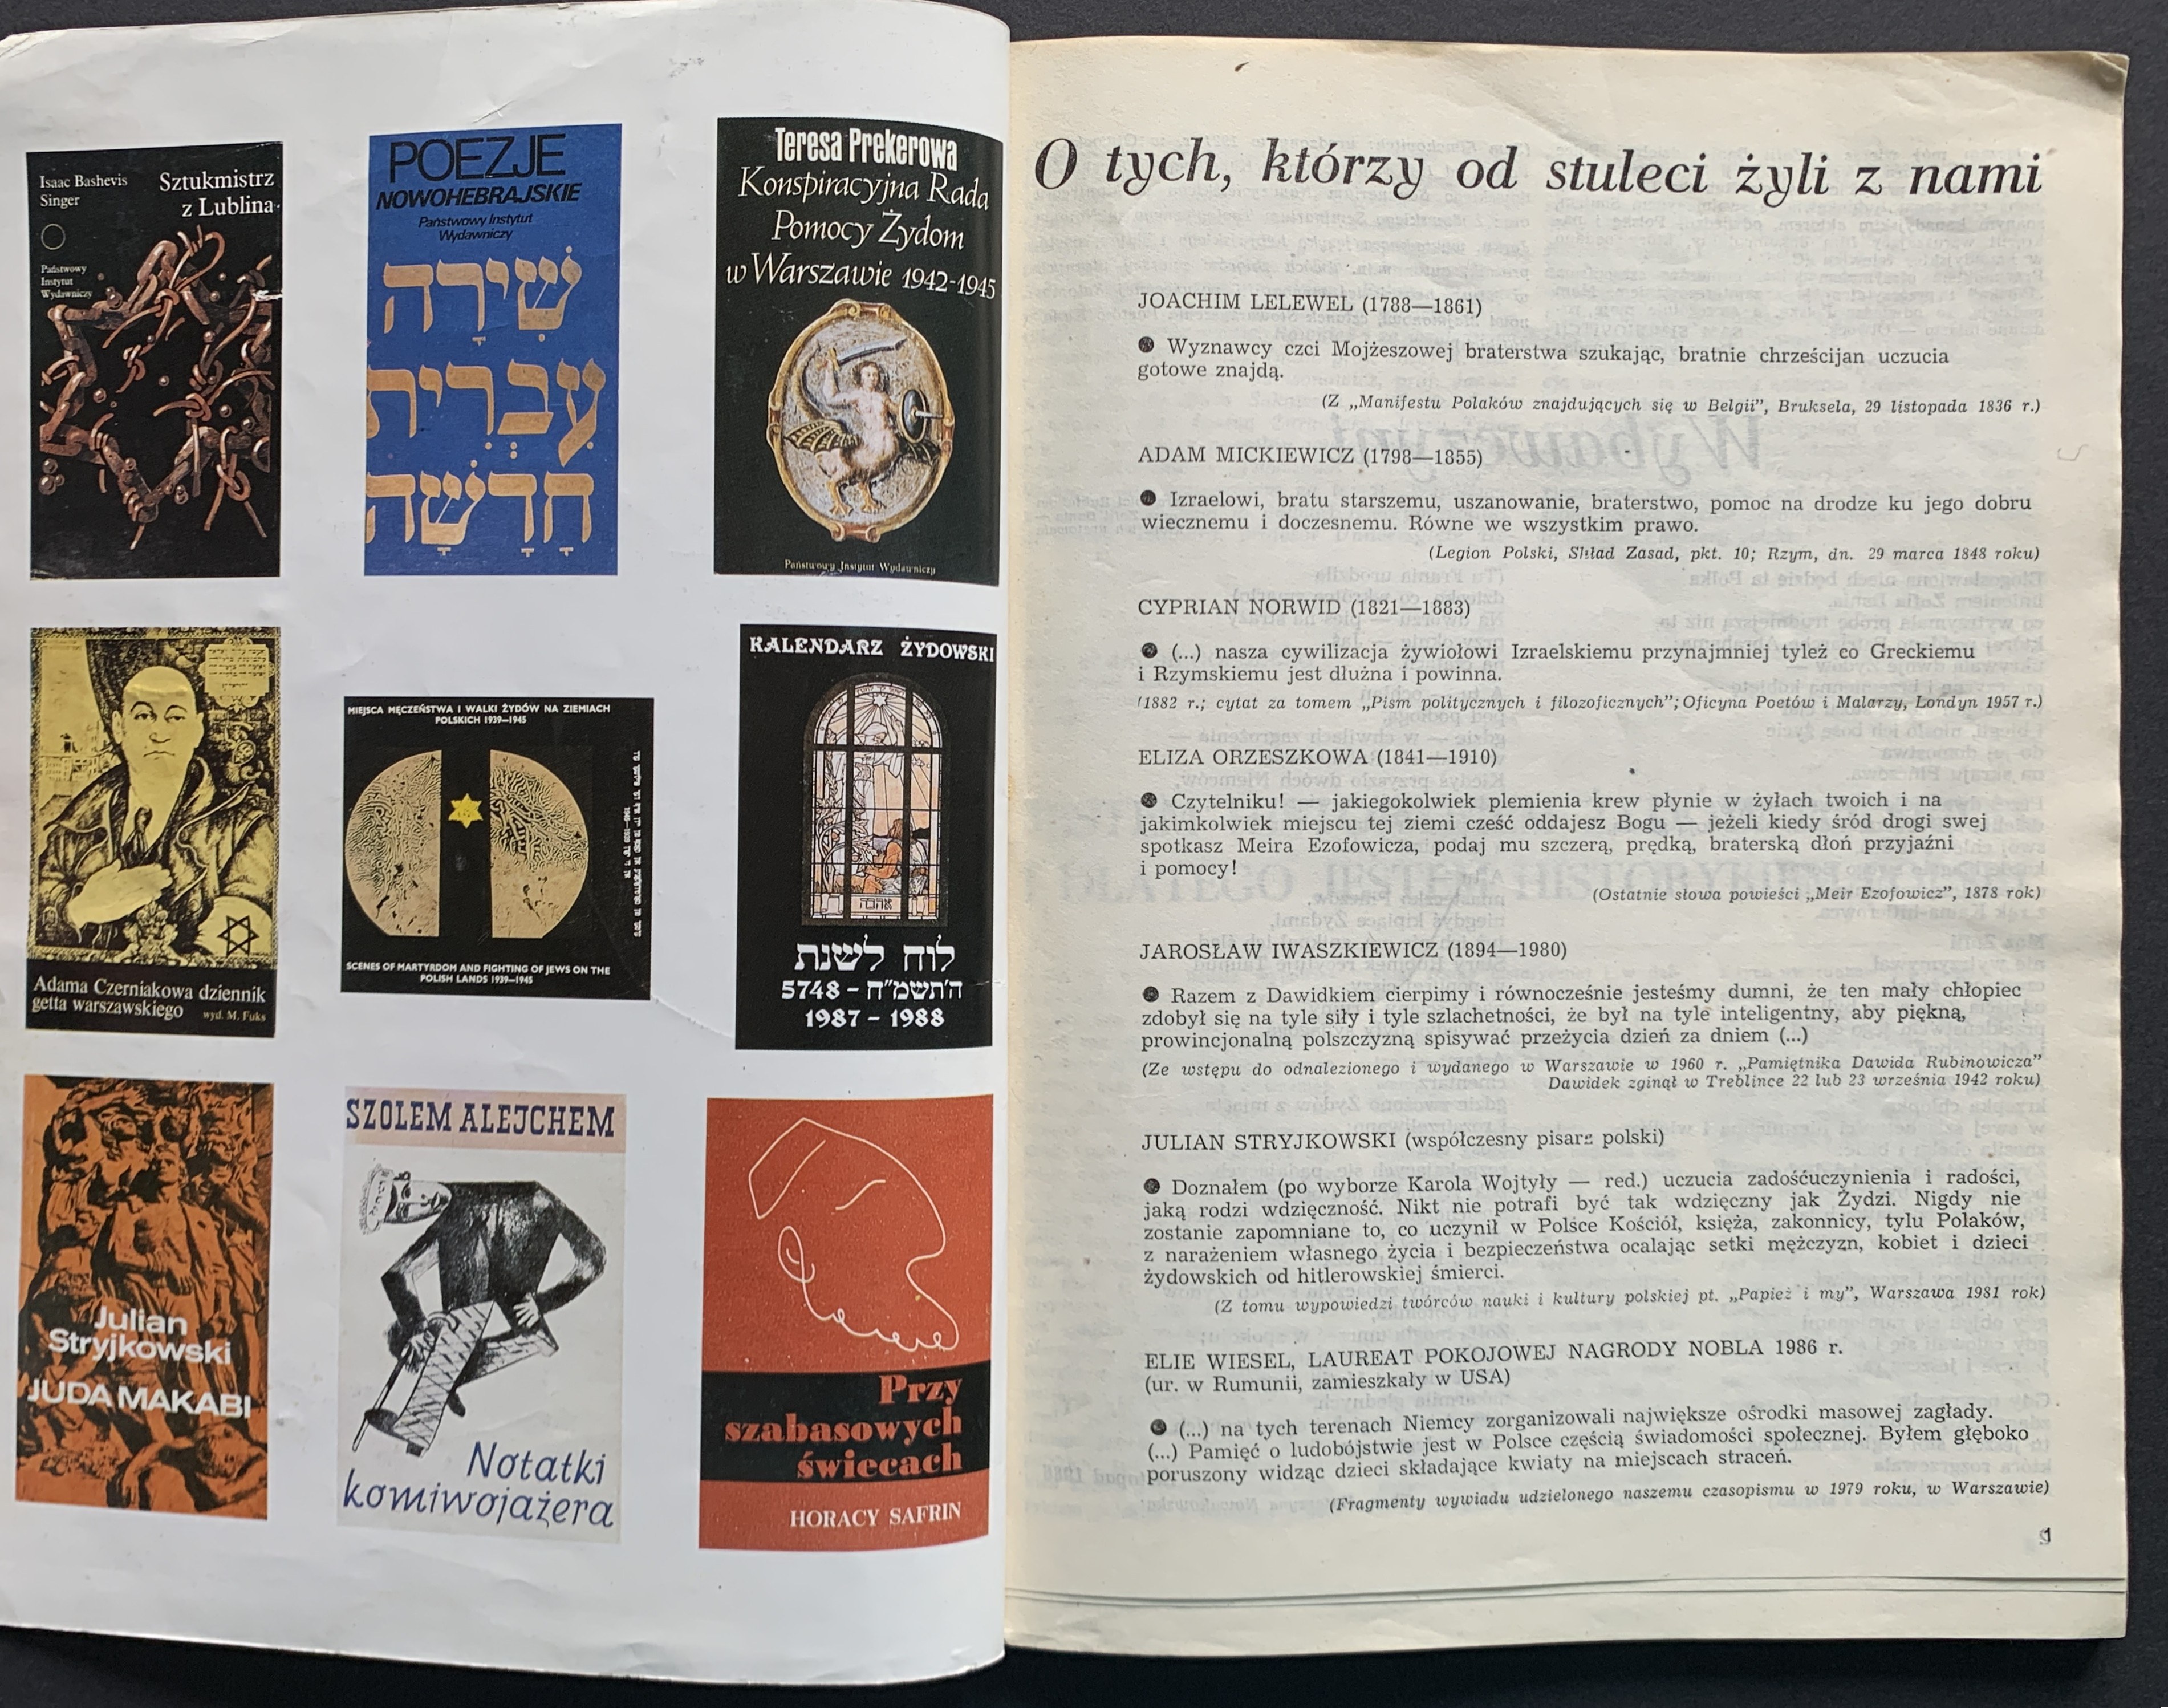 Isaac Bashevis
Singer
Sztukmistrz
z Lublina
Państwowy
Instytut
Wydawniczy
POEZJE
NOWOHEBRAJSKIE
Państwowy Instytut
Wydawniczy
שִׁירָה
עִבְרִית
חֲדָשָׁה
Teresa Prekerowa
Konspiracyjna Rada
Pomocy Żydom
w Warszawie 1942-1945
Państwowy Instytut Wydawniczy
Adama Czerniakowa dziennik
getta warszawskiego wyd. M. Fuks
MIEJSCA MĘCZEŃSTWA I WALKI ŻYDÓW NA ZIEMIACH
POLSKICH 1939—1945
SCENES OF MARTYRDOM AND FIGHTING OF JEWS ON THE
POLISH LANDS 1939—1945
KALENDARZ ŻYDOWSKI
לוח לשנת
5748 - ה'תשמ"ח
1987 - 1988
Julian
Stryjkowski
JUDA MAKABI
SZOLEM ALEJCHEM
Notatki
komiwojażera
Przy
szabasowych
świecach
HORACY SAFRIN
O tych, którzy od stuleci żyli z nami
JOACHIM LELEWEL (1788—1861)
● Wyznawcy czci Mojżeszowej braterstwa szukając, bratnie chrześcijan uczucia
gotowe znajdą.
(Z „Manifestu Polaków znajdujących się w Belgii”, Bruksela, 29 listopada 1836 r.)
ADAM MICKIEWICZ (1798—1855)
● Izraelowi, bratu starszemu, uszanowanie, braterstwo, pomoc na drodze ku jego dobru
wiecznemu i doczesnemu. Równe we wszystkim prawo.
(Legion Polski, Skład Zasad, pkt. 10; Rzym, dn. 29 marca 1848 roku)
CYPRIAN NORWID (1821—1883)
● (...) nasza cywilizacja żywiołowi Izraelskiemu przynajmniej tyleż co Greckiemu
i Rzymskiemu jest dłużna i powinna.
(1882 r.; cytat za tomem „Pism politycznych i filozoficznych”; Oficyna Poetów i Malarzy, Londyn 1957 r.)
ELIZA ORZESZKOWA (1841—1910)
● Czytelniku! — jakiegokolwiek plemienia krew płynie w żyłach twoich i na
jakimkolwiek miejscu tej ziemi cześć oddajesz Bogu — jeżeli kiedy śród drogi swej
spotkasz Meira Ezofowicza, podaj mu szczerą, prędką, braterską dłoń przyjaźni
i pomocy!
(Ostatnie słowa powieści „Meir Ezofowicz”, 1878 rok)
JAROSŁAW IWASZKIEWICZ (1894—1980)
● Razem z Dawidkiem cierpimy i równocześnie jesteśmy dumni, że ten mały chłopiec
zdobył się na tyle siły i tyle szlachetności, że był na tyle inteligentny, aby piękną,
prowincjonalną polszczyzną spisywać przeżycia dzień za dniem (...)
(Ze wstępu do odnalezionego i wydanego w Warszawie w 1960 r. „Pamiętnika Dawida Rubinowicza”
Dawidek zginął w Treblince 22 lub 23 września 1942 roku)
JULIAN STRYJKOWSKI (współczesny pisarz polski)
● Doznałem (po wyborze Karola Wojtyły — red.) uczucia zadośćuczynienia i radości,
jaką rodzi wdzięczność. Nikt nie potrafi być tak wdzięczny jak Żydzi. Nigdy nie
zostanie zapomniane to, co uczynił w Polsce Kościół, księża, zakonnicy, tylu Polaków,
z narażeniem własnego życia i bezpieczeństwa ocalając setki mężczyzn, kobiet i dzieci
żydowskich od hitlerowskiej śmierci.
(Z tomu wypowiedzi twórców nauki i kultury polskiej pt. „Papież i my”, Warszawa 1981 rok)
ELIE WIESEL, LAUREAT POKOJOWEJ NAGRODY NOBLA 1986 r.
(ur. w Rumunii, zamieszkały w USA)
● (...) na tych terenach Niemcy zorganizowali największe ośrodki masowej zagłady.
(...) Pamięć o ludobójstwie jest w Polsce częścią świadomości społecznej. Byłem głęboko
poruszony widząc dzieci składające kwiaty na miejscach straceń.
(Fragmenty wywiadu udzielonego naszemu czasopismu w 1979 roku, w Warszawie)
1